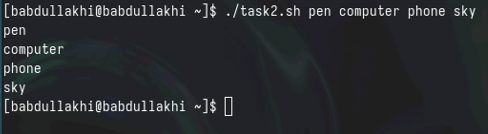 [babdullakhi@babdullakhi ~]$ ./task2.sh pen computer phone sky
pen
computer
phone
sky
[babdullakhi@babdullakhi ~]$